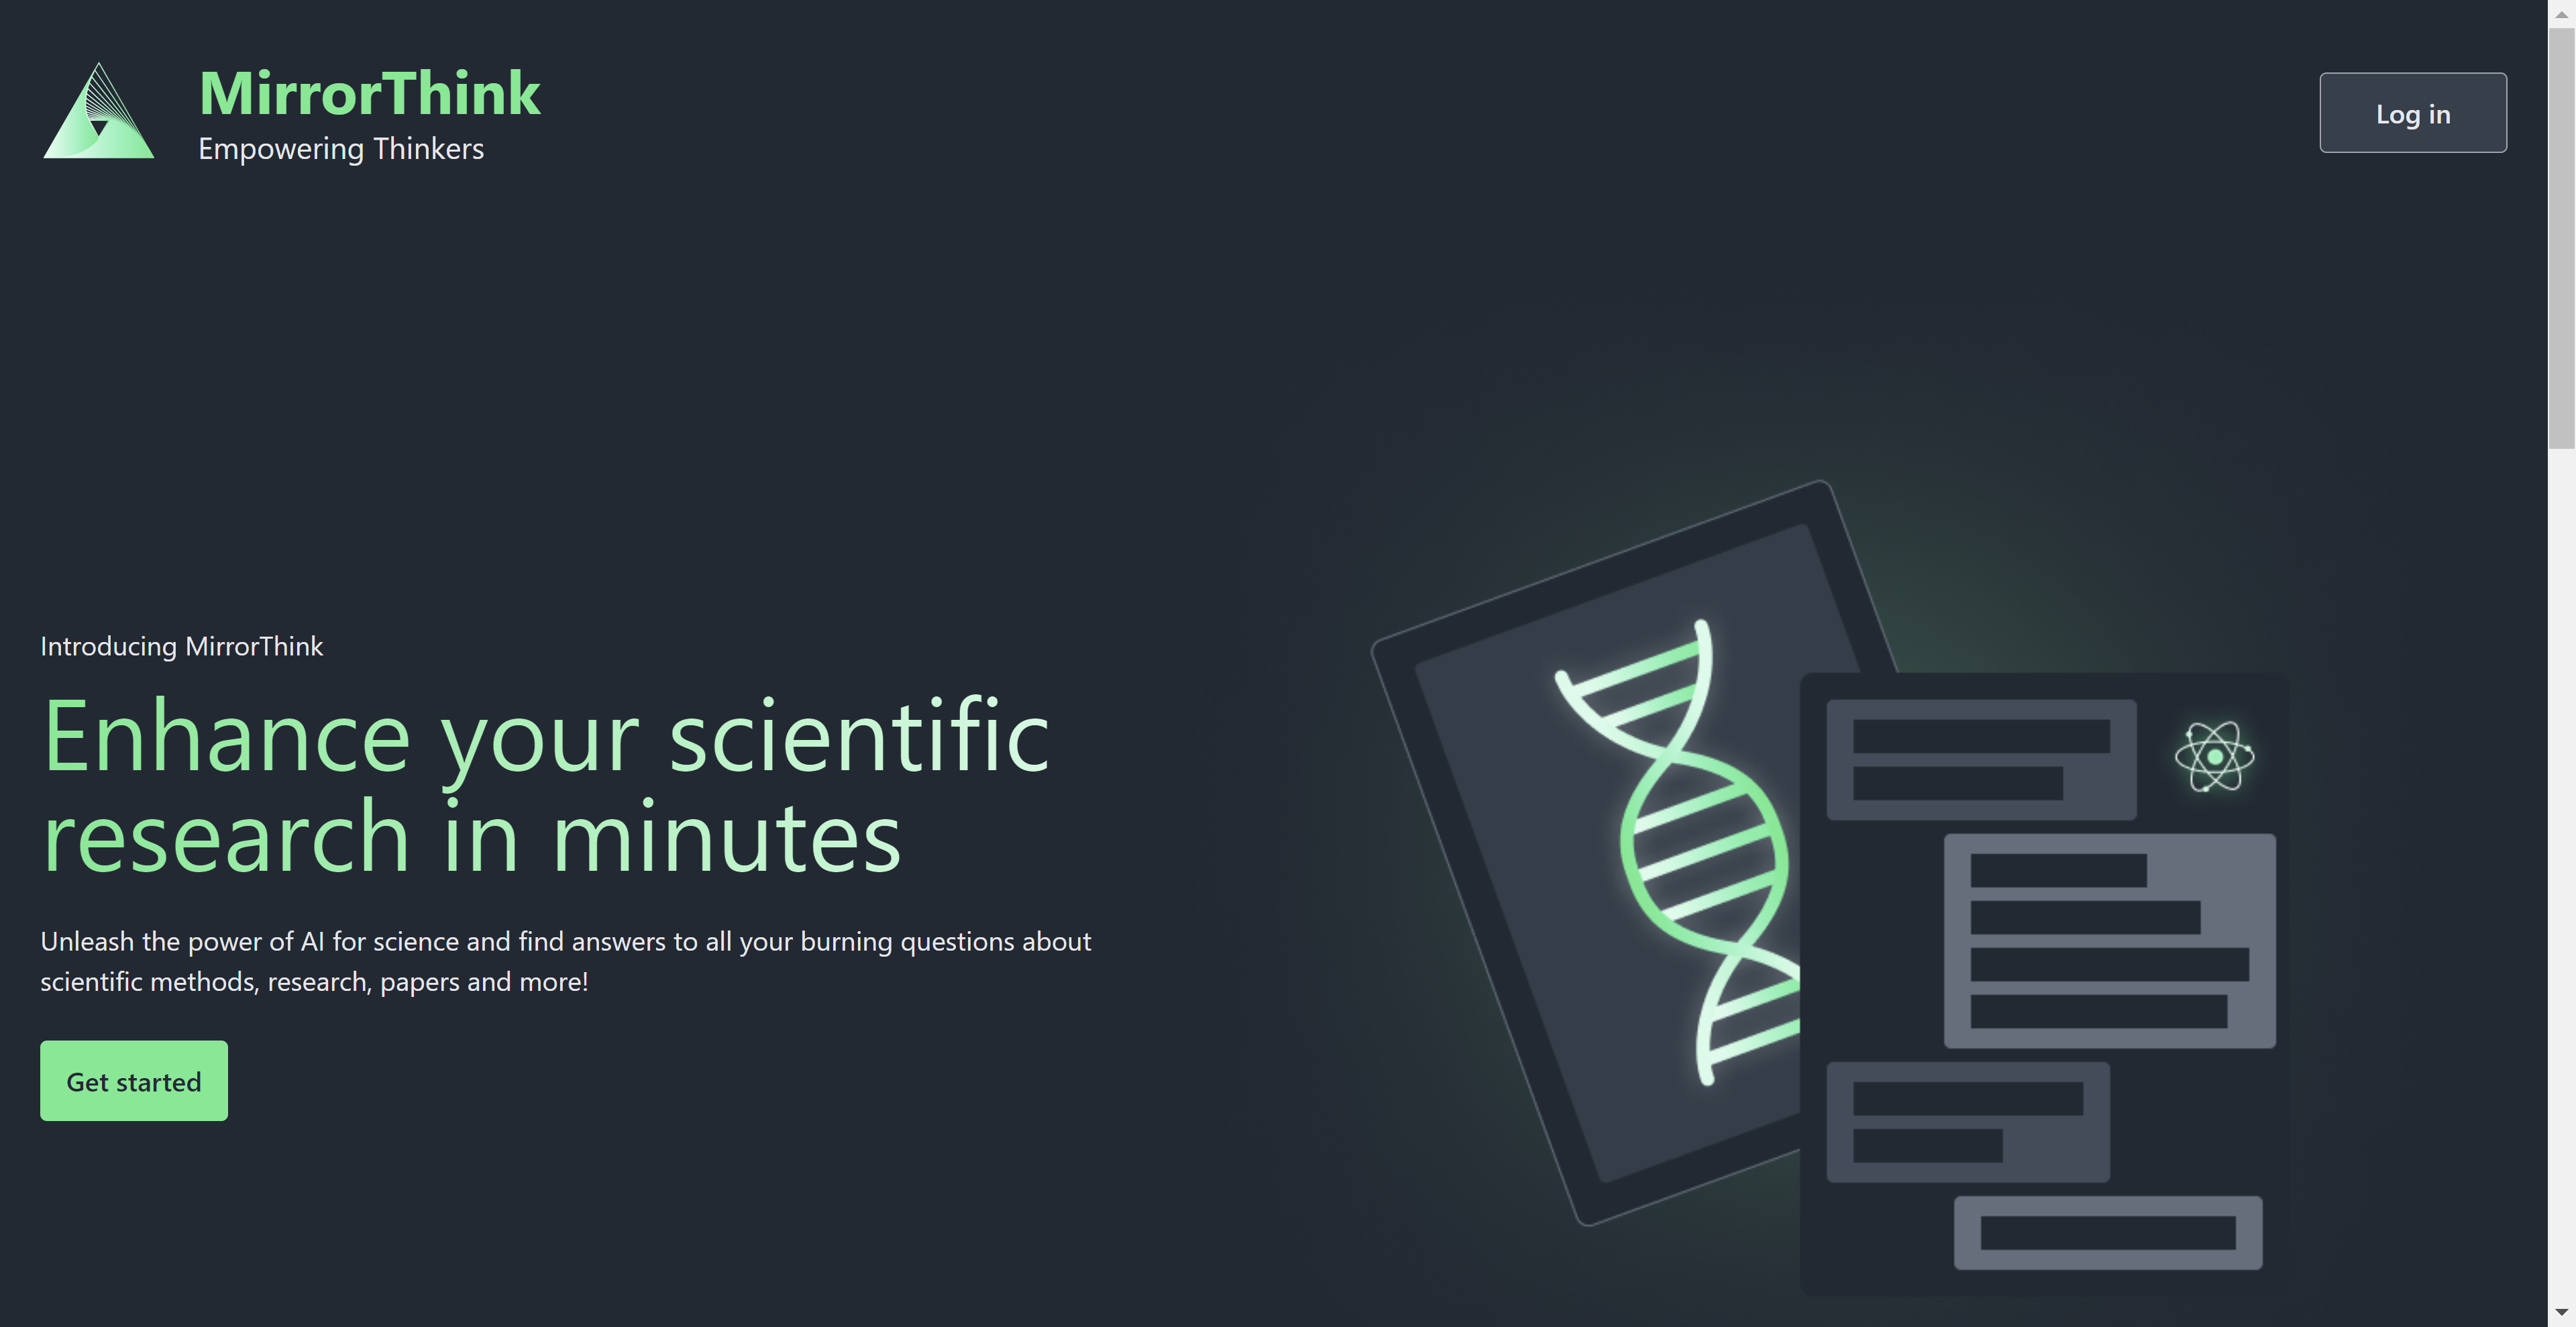 MirrorThink
Empowering Thinkers
Log in
Introducing MirrorThink
Enhance your scientific
research in minutes
Unleash the power of AI for science and find answers to all your burning questions about
scientific methods, research, papers and more!
Get started